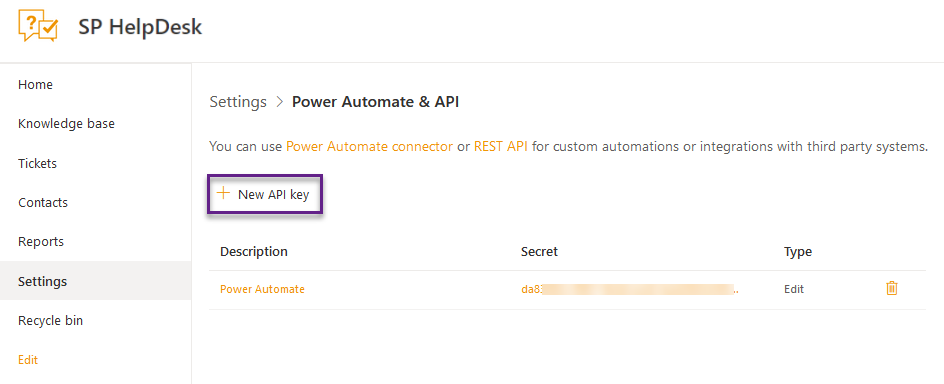 SP HelpDesk
Home
Knowledge base
Tickets
Contacts
Reports
Settings
Recycle bin
Edit
Settings > Power Automate & API
You can use Power Automate connector or REST API for custom automations or integrations with third party systems.
+ New API key
Description Secret Type
Power Automate da83 .. Edit